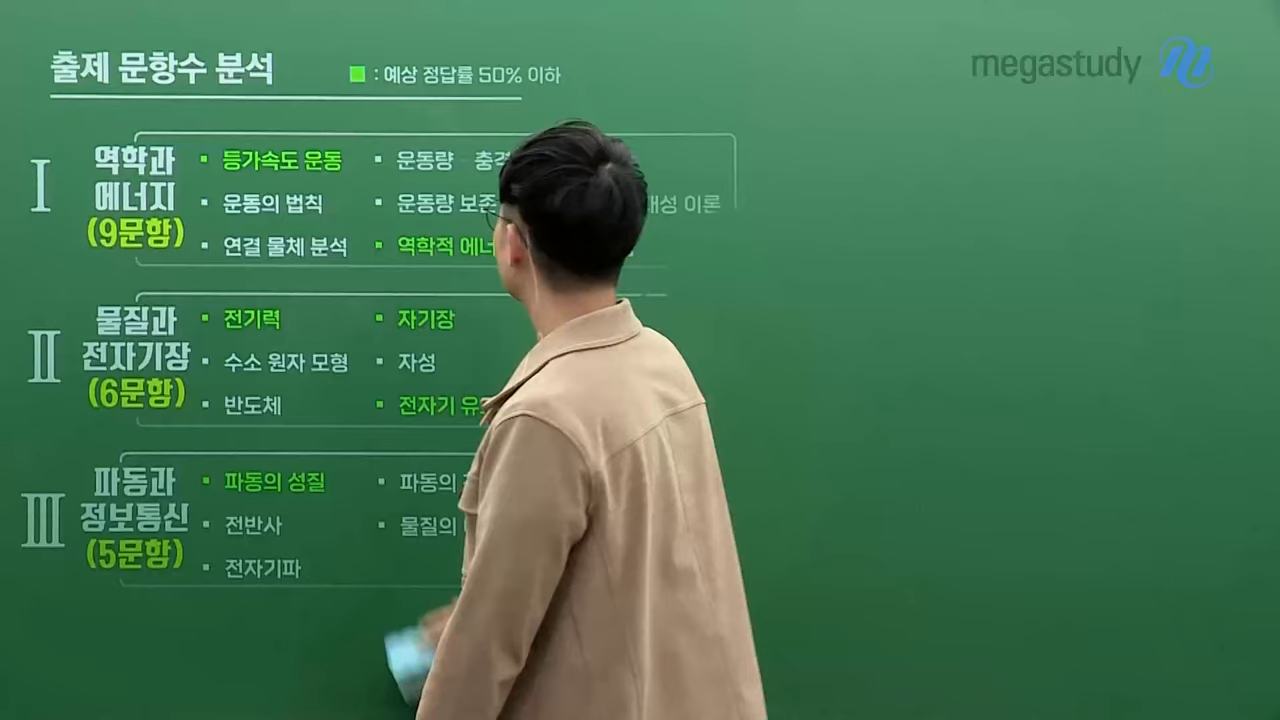 출제 문항수 분석
: 예상 정답률 50% 이하
megastudy
I
역학과
에너지
(9문항)
등가속도 운동
운동량 충격
운동의 법칙
운동량 보존
대성 이론
연결 물체 분석
역학적
II
물질과
전자기장
(6문항)
전기력
자기장
수소 원자 모형
자성
반도체
전자기
III
파동과
정보통신
(5문항)
파동의 성질
파동의
전반사
물질의
전자기파